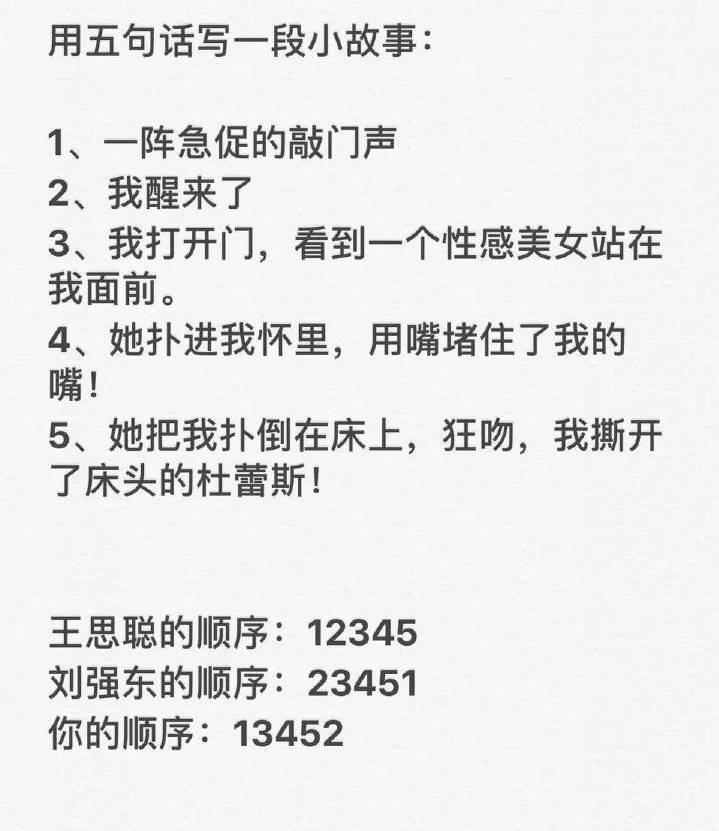 用五句话写一段小故事：
1、一阵急促的敲门声
2、我醒来了
3、我打开门，看到一个性感美女站在
我面前。
4、她扑进我怀里，用嘴堵住了我的
嘴！
5、她把我扑倒在床上，狂吻，我撕开
了床头的杜蕾斯！
王思聪的顺序：12345
刘强东的顺序：23451
你的顺序：13452